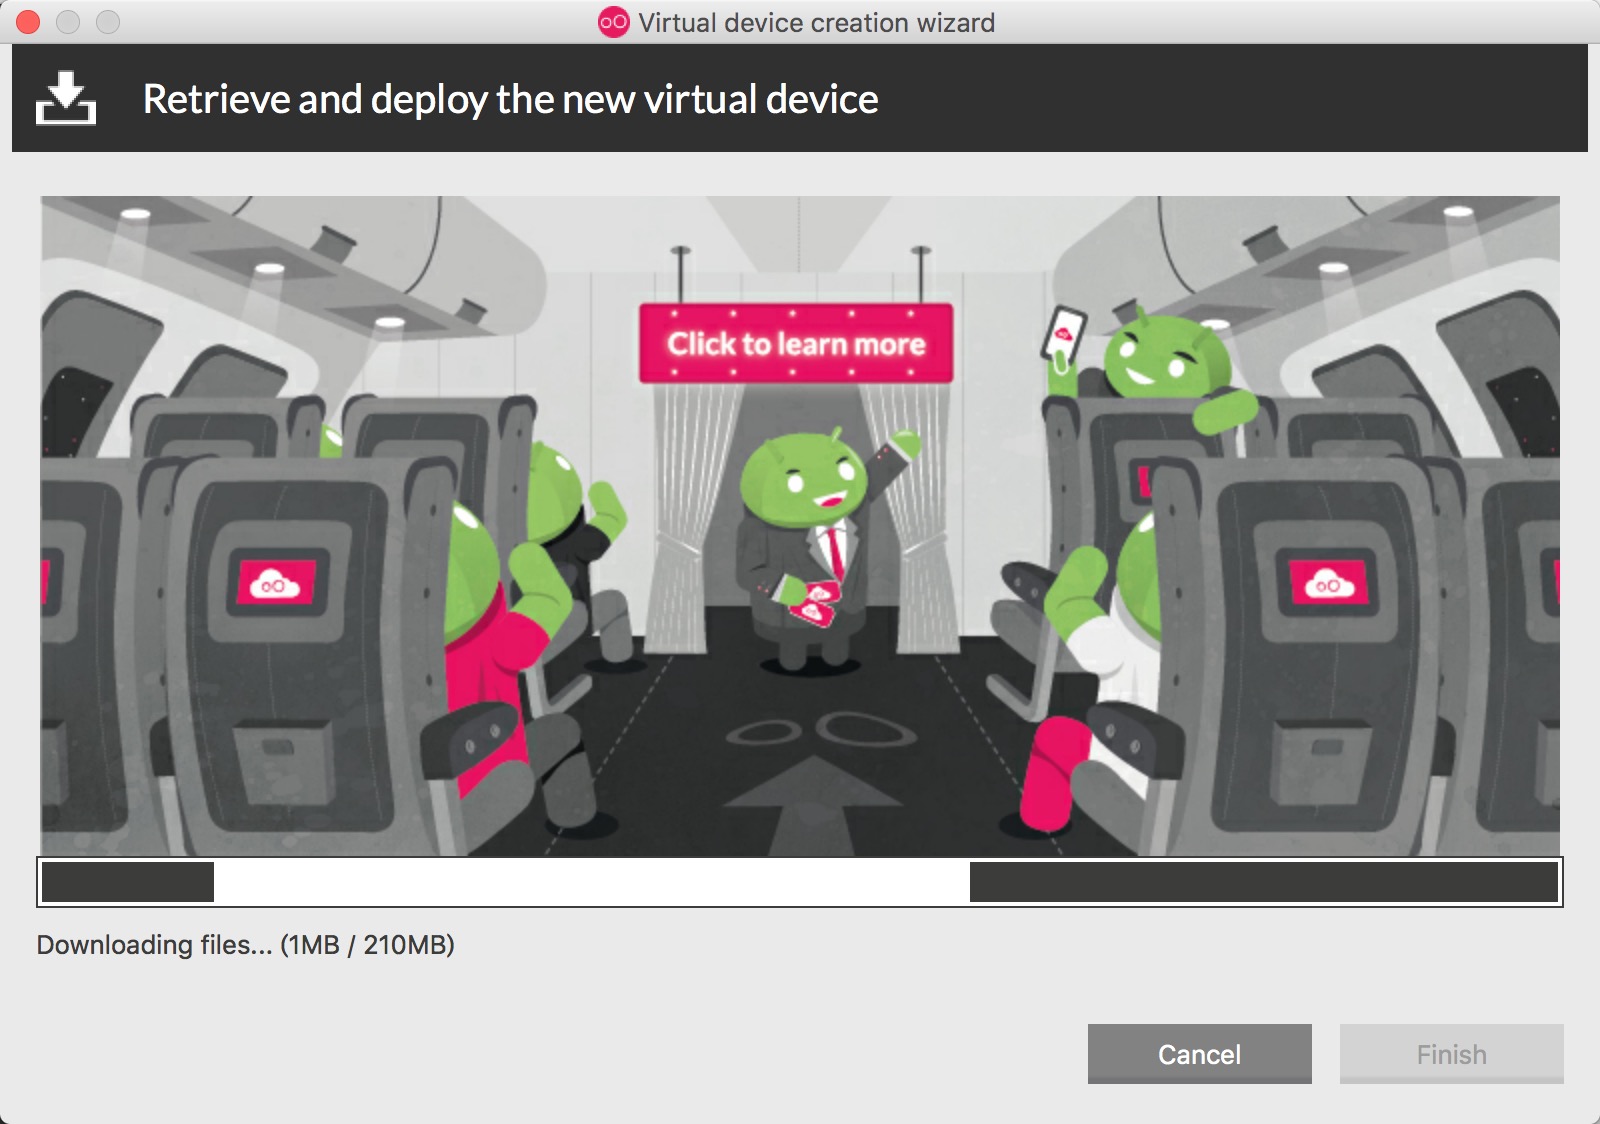 Virtual device creation wizard
Retrieve and deploy the new virtual device
Click to learn more
Downloading files... (1MB / 210MB)
Cancel
Finish